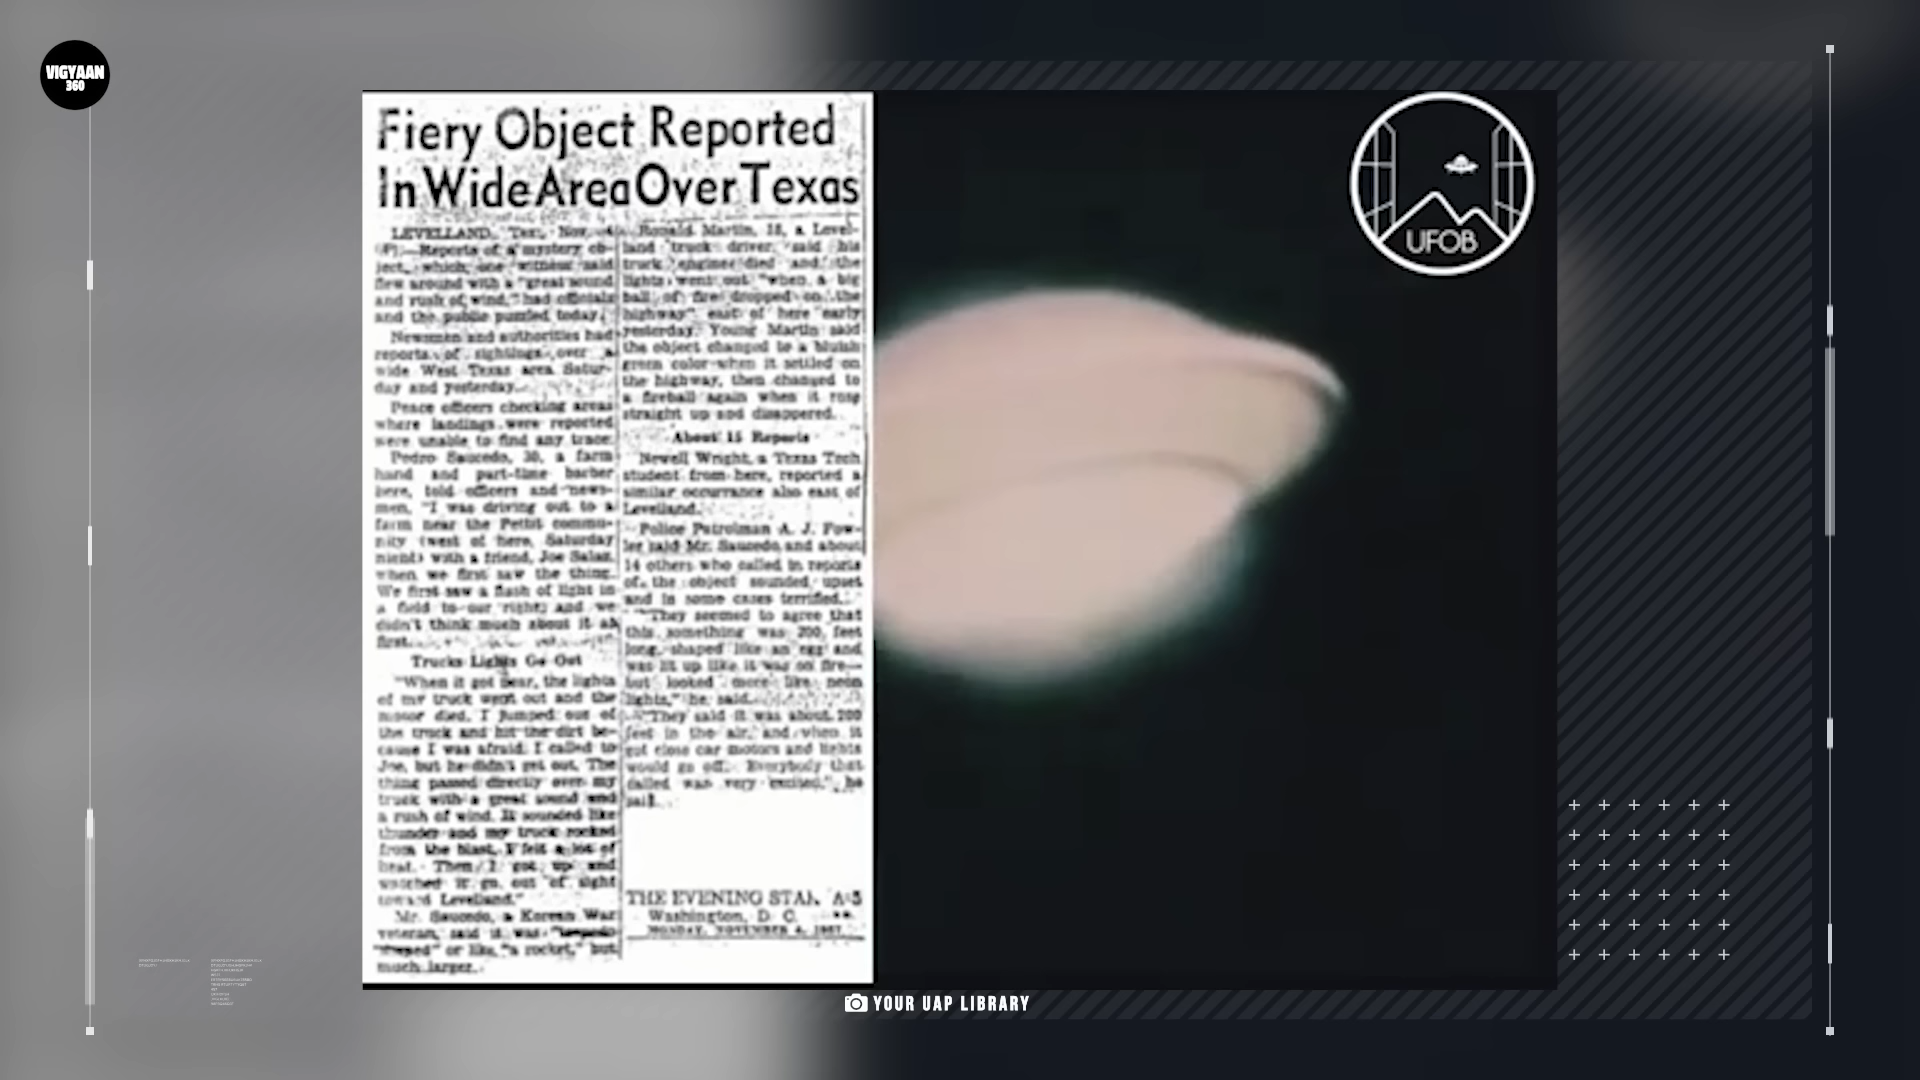 VIGYAAN
360
Fiery Object Reported
In Wide Area Over Texas
LEVELLAND, Tex., Nov. 4
(P).—Reports of a mystery ob-
ject, which one witness said
flew around with a "great sound
and rush of wind," had officials
and the public puzzled today.
Newsmen and authorities had
reports of sightings over a
wide West Texas area Satur-
day and yesterday.
Peace officers checking areas
where landings were reported
were unable to find any trace.
Pedro Saucedo, 30, a farm
hand and part-time barber
here, told officers and news-
men, "I was driving out to a
farm near the Pettit commu-
nity (west of here, Saturday
night) with a friend, Joe Salaz,
when we first saw the thing.
We first saw a flash of light in
a field to our right and we
didn't think much about it at
first.
Trucks Lights Go Out
"When it got near, the lights
of my truck went out and the
motor died. I jumped out of
the truck and hit the dirt be-
cause I was afraid. I called to
Joe, but he didn't get out. The
thing passed directly over my
truck with a great sound and
a rush of wind. It sounded like
thunder and my truck rocked
from the blast. I felt a lot of
heat. Then I got up and
watched it go out of sight
toward Levelland."
Mr. Saucedo, a Korean War
veteran, said it was "torpedo
shaped" or like "a rocket," but
much larger.
Ronald Martin, 18, a Level-
land truck driver, said his
truck engine died and the
lights went out "when a big
ball of fire dropped on the
highway" east of here early
yesterday. Young Martin said
the object changed to a bluish
green color when it settled on
the highway, then changed to
a fireball again when it rose
straight up and disappered.
About 15 Reports
Newell Wright, a Texas Tech
student from here, reported a
similar occurrance also east of
Levelland.
Police Patrolman A. J. Fow-
ler said Mr. Saucedo and about
14 others who called in reports
of the object sounded upset
and in some cases terrified.
"They seemed to agree that
this something was 200 feet
long, shaped like an egg and
was lit up like it was on fire—
but looked more like neon
lights," he said.
"They said it was about 200
feet in the air, and when it
got close car motors and lights
would go off. Everybody that
called was very excited," he
said.
THE EVENING STAR, A-5
Washington, D. C.
MONDAY, NOVEMBER 4, 1957
UFOB
YOUR UAP LIBRARY